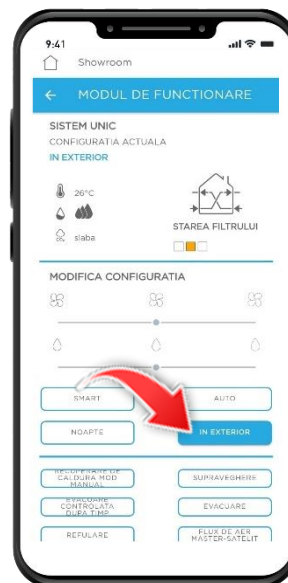 9:41
Showroom
MODUL DE FUNCTIONARE
SISTEM UNIC
CONFIGURATIA ACTUALA
IN EXTERIOR
26°C
slaba
STAREA FILTRULUI
MODIFICA CONFIGURATIA
SMART
AUTO
NOAPTE
IN EXTERIOR
RECUPERARE DE
CALDURA MOD
MANUAL
SUPRAVEGHERE
EVACUARE
CONTROLATA
DUPA TIMP
EVACUARE
REFULARE
FLUX DE AER
MASTER-SATELIT